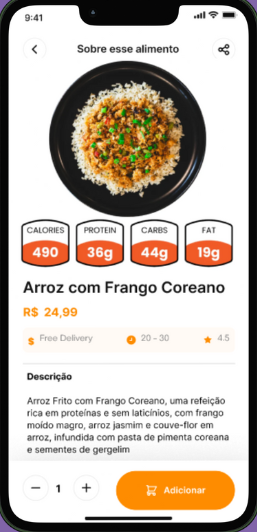 9:41
Sobre esse alimento
CALORIES PROTEIN CARBS FAT
490 36g 44g 19g
Arroz com Frango Coreano
R$ 24,99
$ Free Delivery 20 - 30 4.5
Descrição
Arroz Frito com Frango Coreano, uma refeição
rica em proteínas e sem laticínios, com frango
moído magro, arroz jasmim e couve-flor em
arroz, infundida com pasta de pimenta coreana
e sementes de gergelim
− 1 + Adicionar